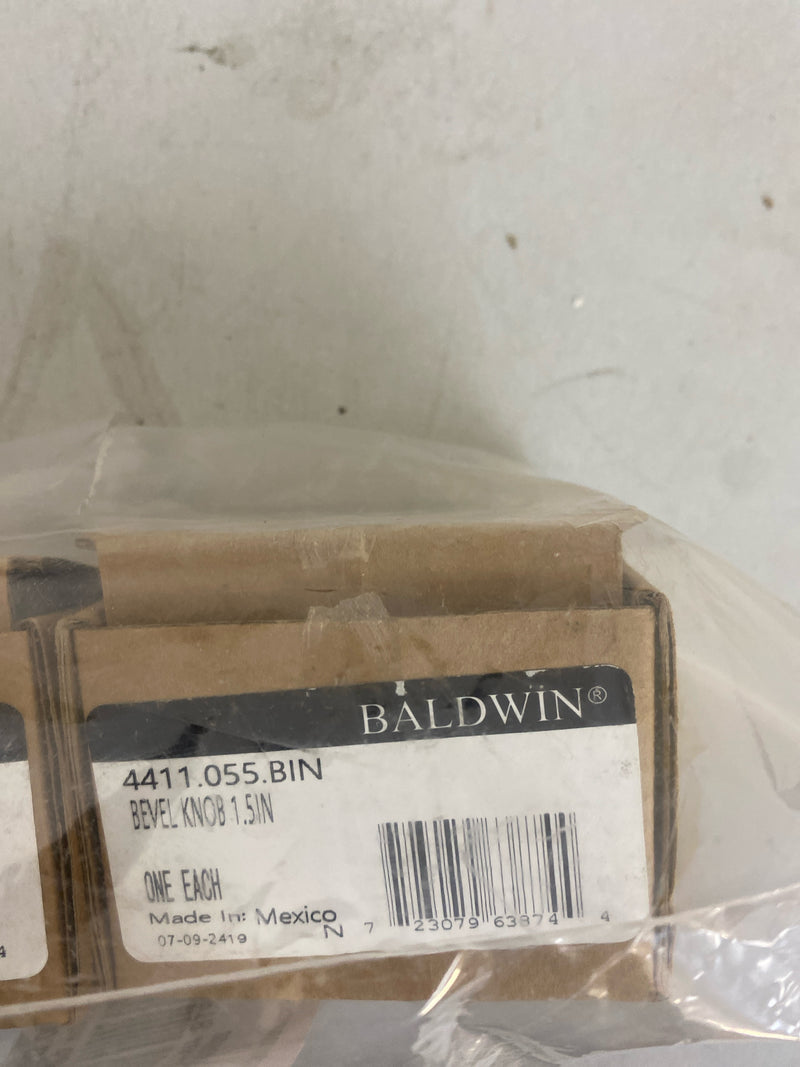 BALDWIN®
4411.055.BIN
BEVEL KNOB 1.5IN
ONE EACH
Made In: Mexico
N
07-09-2419
7 23079 63874 4
4